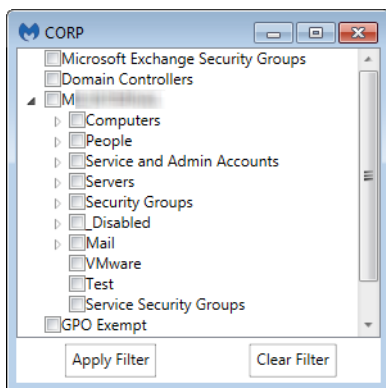 CORP
Microsoft Exchange Security Groups
Domain Controllers
M
Computers
People
Service and Admin Accounts
Servers
Security Groups
_Disabled
Mail
VMware
Test
Service Security Groups
GPO Exempt
Apply Filter
Clear Filter